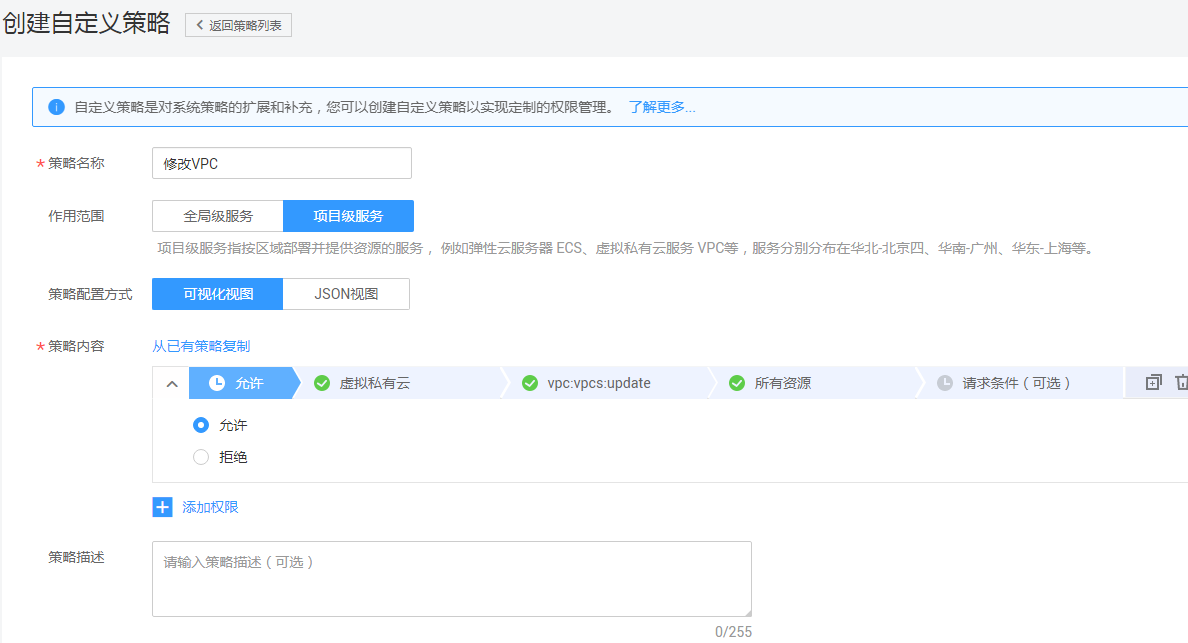 创建自定义策略 返回策略列表
自定义策略是对系统策略的扩展和补充，您可以创建自定义策略以实现定制的权限管理。 了解更多...
* 策略名称 修改VPC
作用范围 全局级服务 项目级服务
项目级服务指按区域部署并提供资源的服务， 例如弹性云服务器 ECS、虚拟私有云服务 VPC等，服务分别分布在华北-北京四、华南-广州、华东-上海等。
策略配置方式 可视化视图 JSON视图
* 策略内容 从已有策略复制
允许 虚拟私有云 vpc:vpcs:update 所有资源 请求条件（可选）
允许
拒绝
添加权限
策略描述 请输入策略描述（可选）
0/255